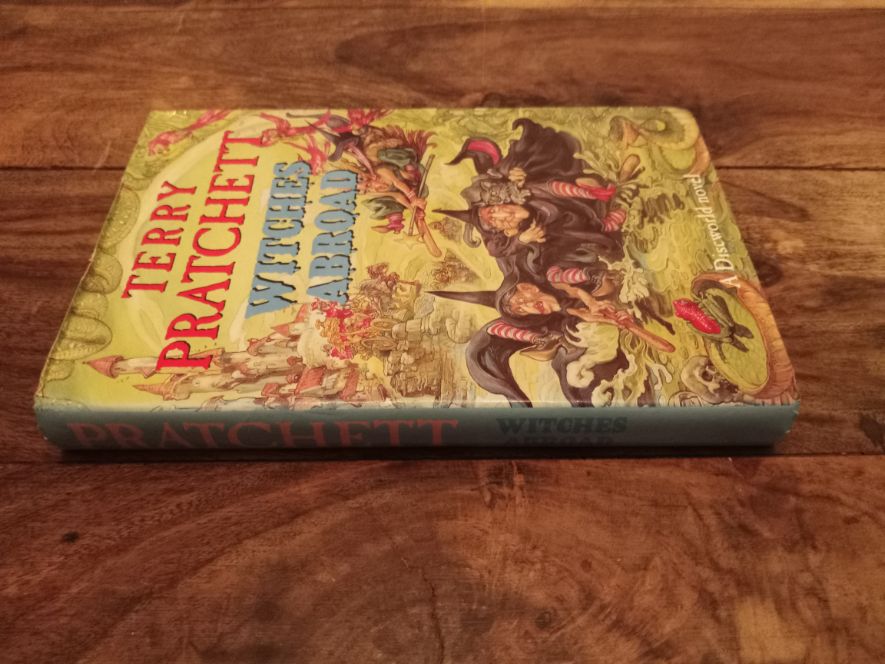 TERRY
PRATCHETT
WITCHES
ABROAD
A Discworld novel
PRATCHETT
WITCHES
ABROAD